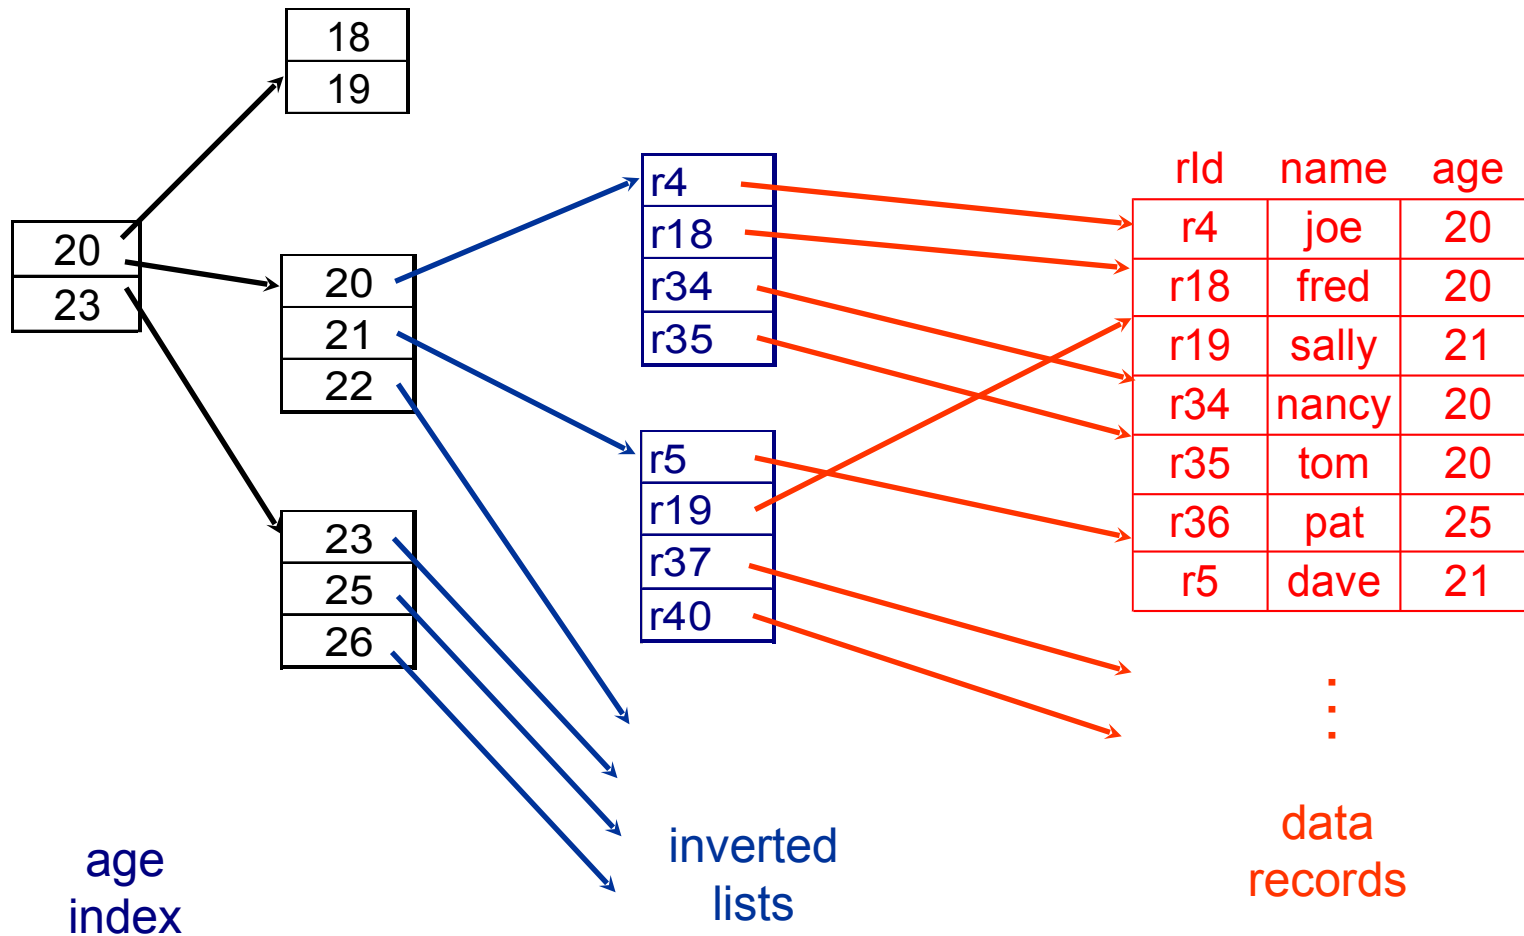 18
19
20
23
20
21
22
23
25
26
r4
r18
r34
r35
r5
r19
r37
r40
rId name age
r4 joe 20
r18 fred 20
r19 sally 21
r34 nancy 20
r35 tom 20
r36 pat 25
r5 dave 21
age
index
inverted
lists
data
records